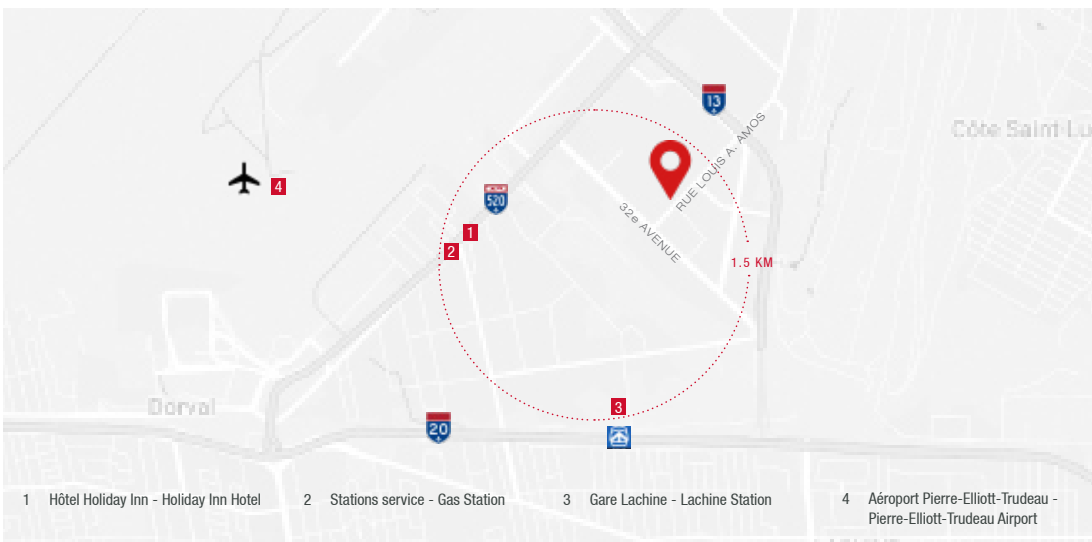 13
Côte Saint Lu
RUE LOUIS A. AMOS
4
520
32e AVENUE
1
2
1.5 KM
Dorval
3
20
1 Hôtel Holiday Inn - Holiday Inn Hotel
2 Stations service - Gas Station
3 Gare Lachine - Lachine Station
4 Aéroport Pierre-Elliott-Trudeau -
Pierre-Elliott-Trudeau Airport